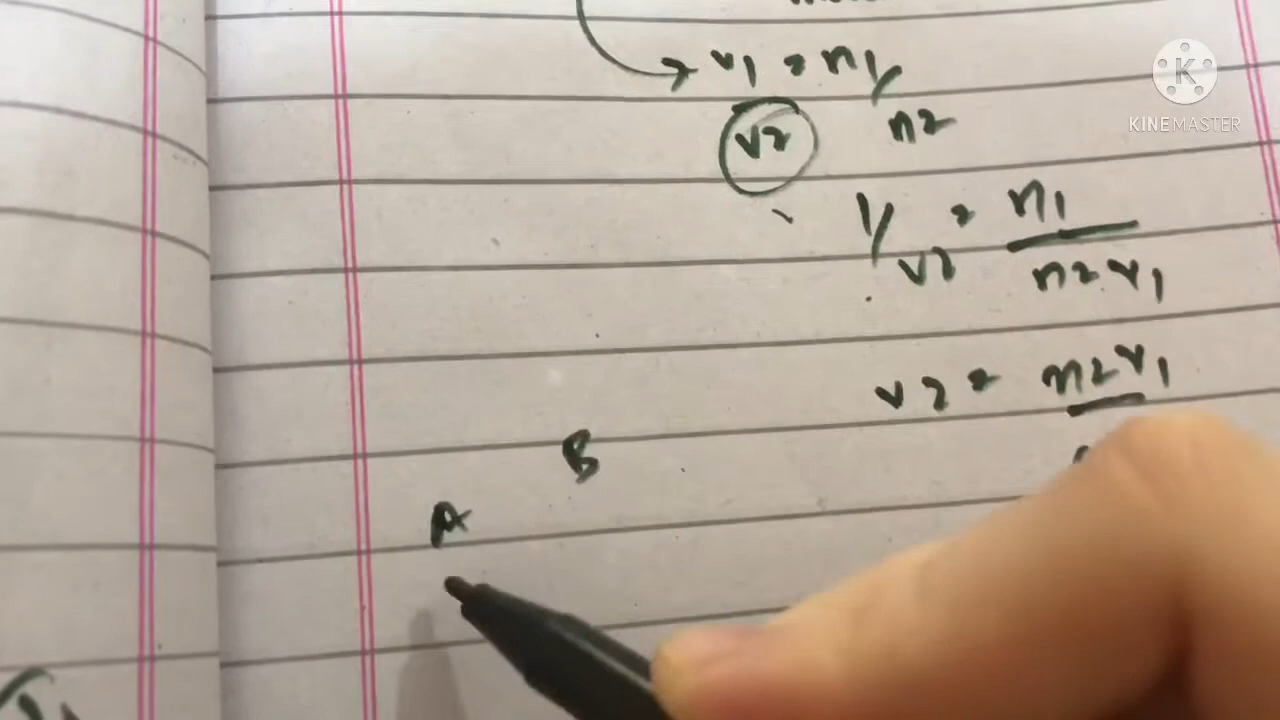 v1 = n1/
v2 n2
KINEMASTER
1/v2 = n1
n2v1
v2 = n2v1
B
A